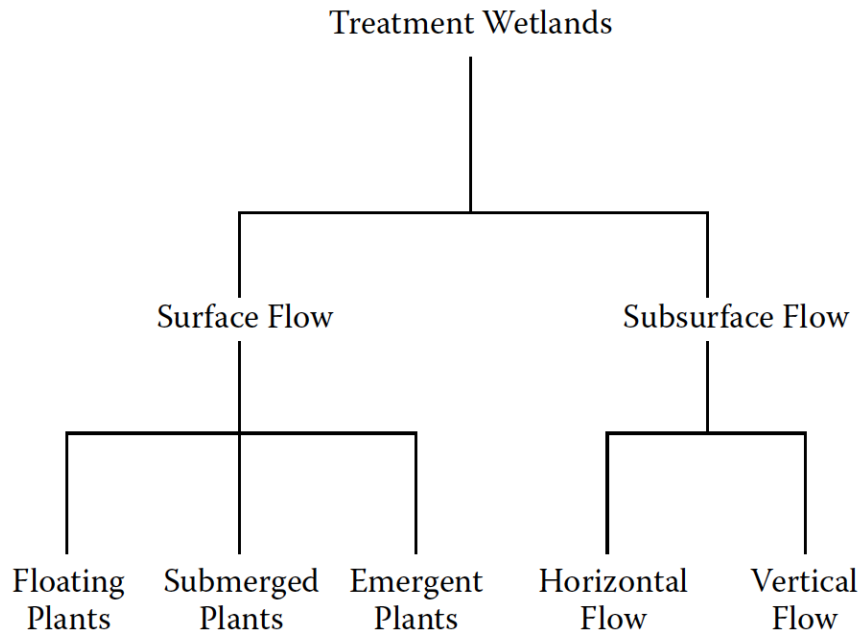 Treatment Wetlands
Surface Flow
Subsurface Flow
Floating
Plants
Submerged
Plants
Emergent
Plants
Horizontal
Flow
Vertical
Flow